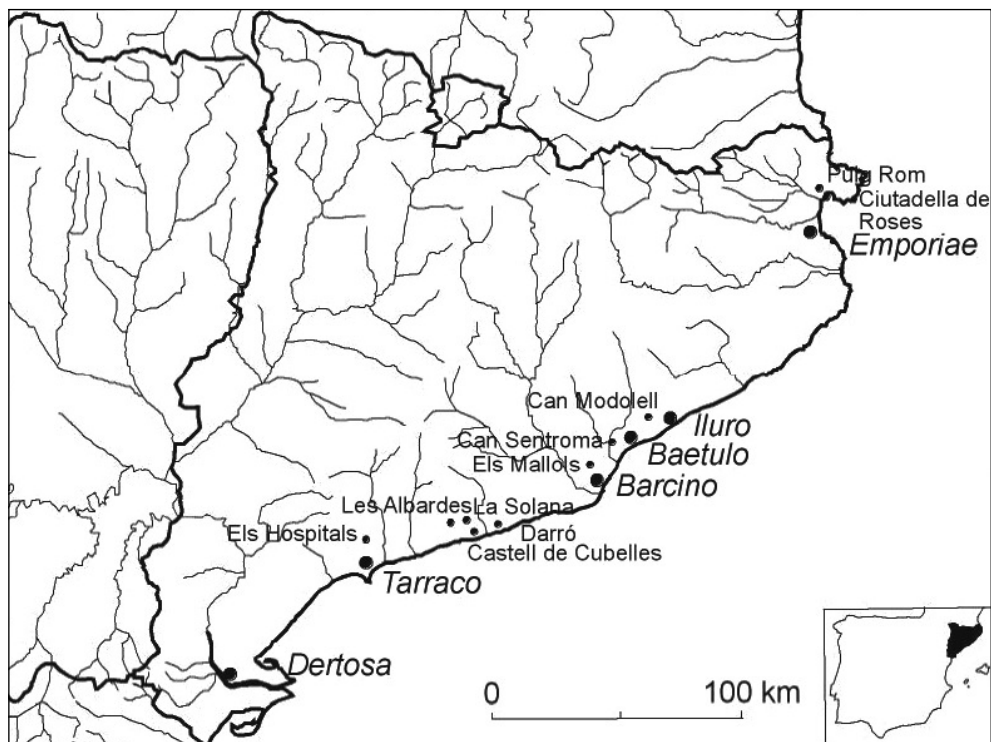 Puig Rom
Ciutadella de
Roses
Emporiae
Can Modolell
Iluro
Can Sentroma
Baetulo
Els Mallols
Barcino
Les Albardes
La Solana
Els Hospitals
Darró
Castell de Cubelles
Tarraco
Dertosa
0
100 km